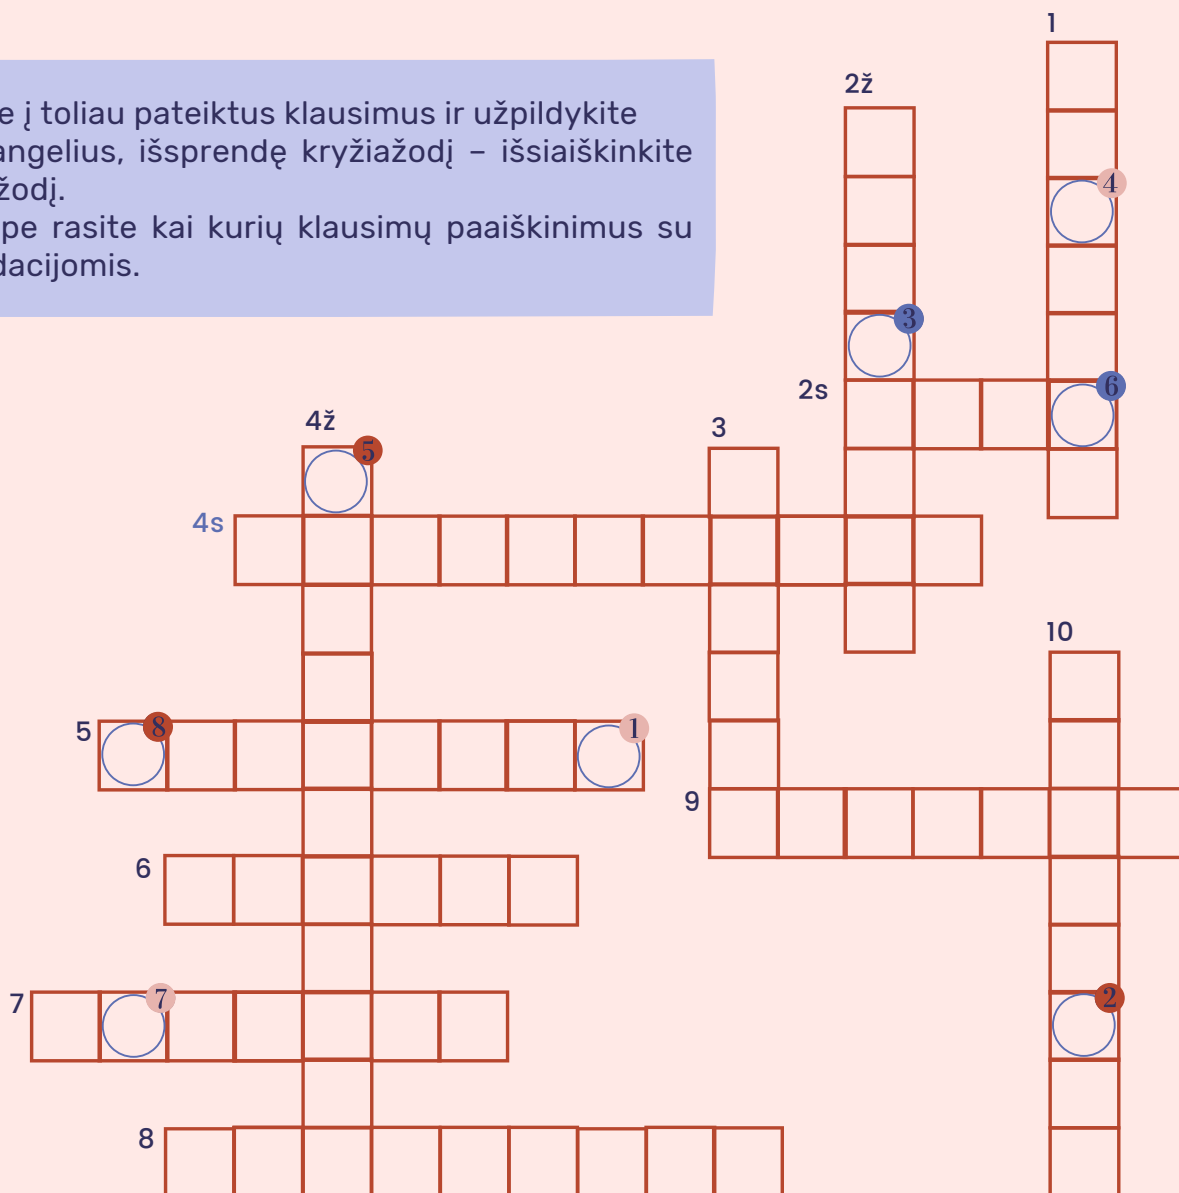 1
2ž
e į toliau pateiktus klausimus ir užpildykite
angelius, išsprendę kryžiažodį – išsiaiškinkite
žodį.
pe rasite kai kurių klausimų paaiškinimus su
dacijomis.
4
3
2s
6
4ž
3
5
4s
10
5
8
1
9
6
7
7
2
8